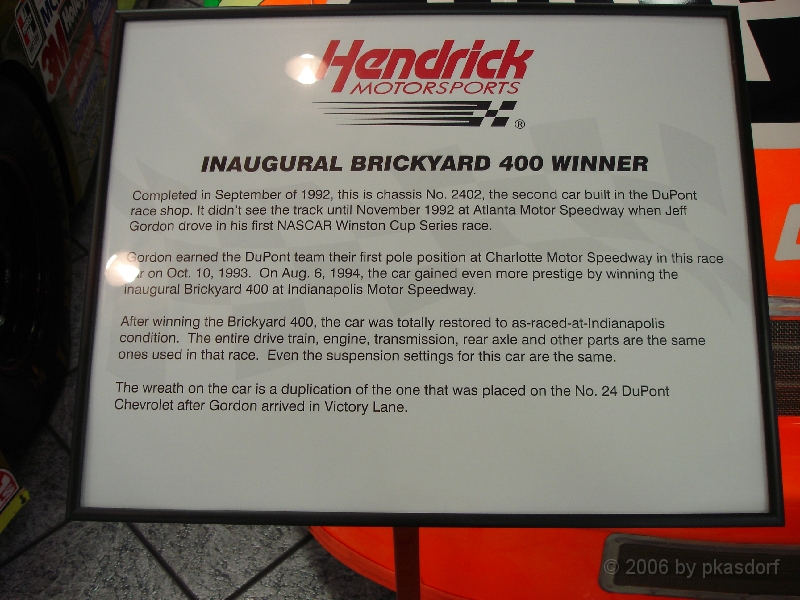 Hendrick
MOTORSPORTS
®
INAUGURAL BRICKYARD 400 WINNER
Completed in September of 1992, this is chassis No. 2402, the second car built in the DuPont
race shop. It didn't see the track until November 1992 at Atlanta Motor Speedway when Jeff
Gordon drove in his first NASCAR Winston Cup Series race.
Gordon earned the DuPont team their first pole position at Charlotte Motor Speedway in this race
car on Oct. 10, 1993. On Aug. 6, 1994, the car gained even more prestige by winning the
inaugural Brickyard 400 at Indianapolis Motor Speedway.
After winning the Brickyard 400, the car was totally restored to as-raced-at-Indianapolis
condition. The entire drive train, engine, transmission, rear axle and other parts are the same
ones used in that race. Even the suspension settings for this car are the same.
The wreath on the car is a duplication of the one that was placed on the No. 24 DuPont
Chevrolet after Gordon arrived in Victory Lane.
3M
© 2006 by pkasdorf